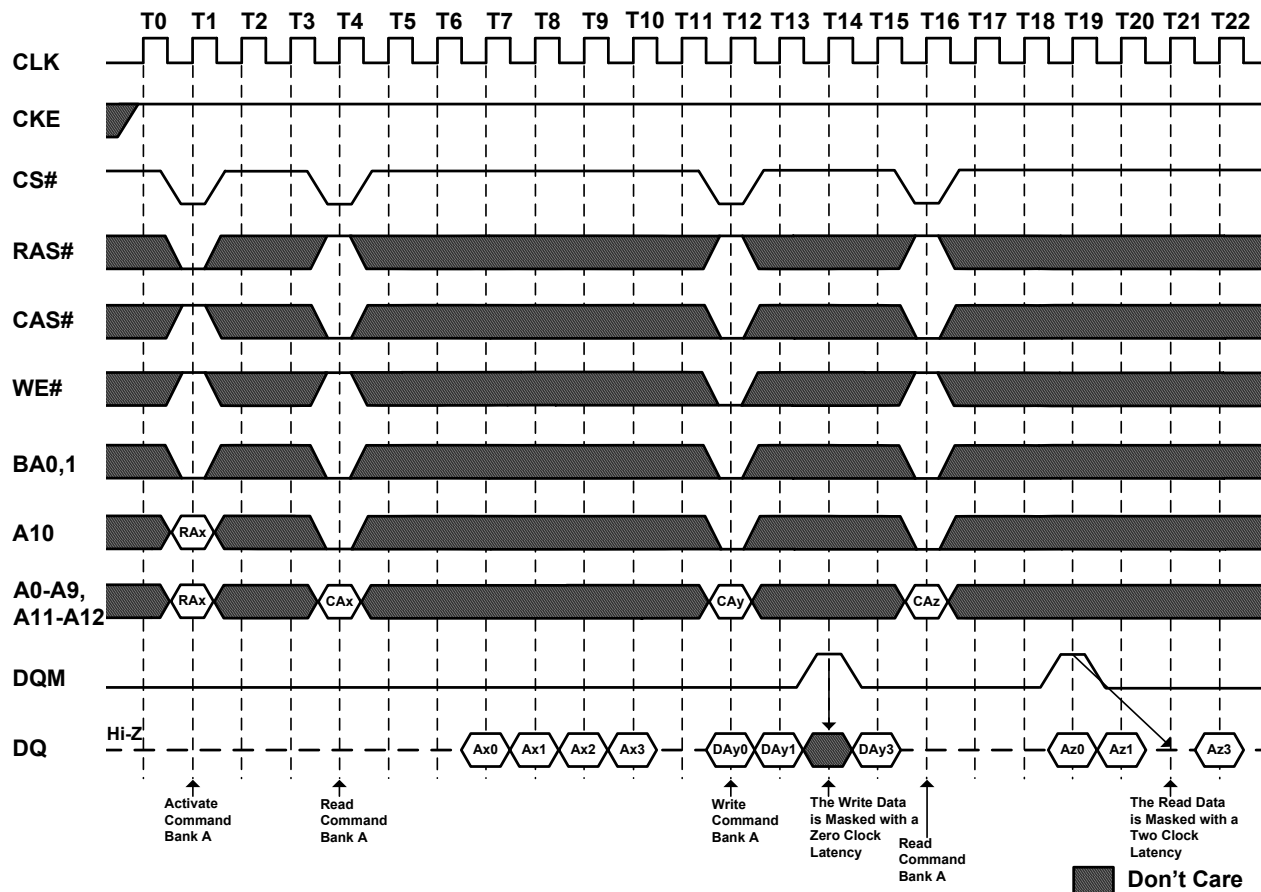 T0 T1 T2 T3 T4 T5 T6 T7 T8 T9 T10 T11 T12 T13 T14 T15 T16 T17 T18 T19 T20 T21 T22
CLK
CKE
CS#
RAS#
CAS#
WE#
BA0,1
A10
RAx
A0-A9,
A11-A12
RAx CAx CAy CAz
DQM
DQ
Hi-Z
Ax0 Ax1 Ax2 Ax3 DAy0 DAy1 DAy3 Az0 Az1 Az3
Activate
Command
Bank A
Read
Command
Bank A
Write
Command
Bank A
The Write Data
is Masked with a
Zero Clock
Latency
Read
Command
Bank A
The Read Data
is Masked with a
Two Clock
Latency
Don't Care